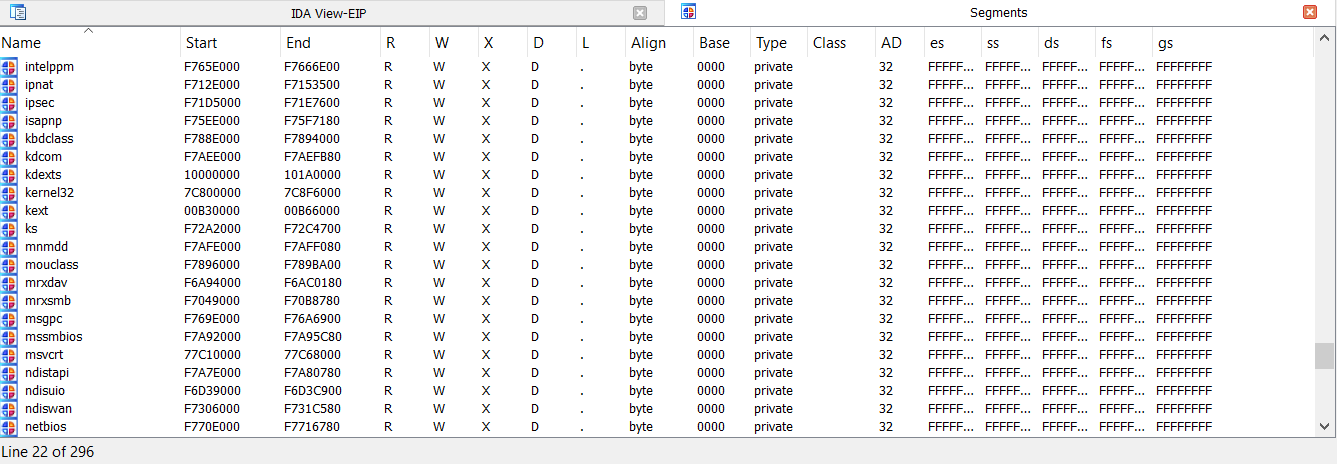 IDA View-EIP Segments
Name Start End R W X D L Align Base Type Class AD es ss ds fs gs
intelppm F765E000 F7666E00 R W X D . byte 0000 private 32 FFFFF... FFFFF... FFFFF... FFFFF... FFFFFFFF
ipnat F712E000 F7153500 R W X D . byte 0000 private 32 FFFFF... FFFFF... FFFFF... FFFFF... FFFFFFFF
ipsec F71D5000 F71E7600 R W X D . byte 0000 private 32 FFFFF... FFFFF... FFFFF... FFFFF... FFFFFFFF
isapnp F75EE000 F75F7180 R W X D . byte 0000 private 32 FFFFF... FFFFF... FFFFF... FFFFF... FFFFFFFF
kbdclass F788E000 F7894000 R W X D . byte 0000 private 32 FFFFF... FFFFF... FFFFF... FFFFF... FFFFFFFF
kdcom F7AEE000 F7AEFB80 R W X D . byte 0000 private 32 FFFFF... FFFFF... FFFFF... FFFFF... FFFFFFFF
kdexts 10000000 101A0000 R W X D . byte 0000 private 32 FFFFF... FFFFF... FFFFF... FFFFF... FFFFFFFF
kernel32 7C800000 7C8F6000 R W X D . byte 0000 private 32 FFFFF... FFFFF... FFFFF... FFFFF... FFFFFFFF
kext 00B30000 00B66000 R W X D . byte 0000 private 32 FFFFF... FFFFF... FFFFF... FFFFF... FFFFFFFF
ks F72A2000 F72C4700 R W X D . byte 0000 private 32 FFFFF... FFFFF... FFFFF... FFFFF... FFFFFFFF
mnmdd F7AFE000 F7AFF080 R W X D . byte 0000 private 32 FFFFF... FFFFF... FFFFF... FFFFF... FFFFFFFF
mouclass F7896000 F789BA00 R W X D . byte 0000 private 32 FFFFF... FFFFF... FFFFF... FFFFF... FFFFFFFF
mrxdav F6A94000 F6AC0180 R W X D . byte 0000 private 32 FFFFF... FFFFF... FFFFF... FFFFF... FFFFFFFF
mrxsmb F7049000 F70B8780 R W X D . byte 0000 private 32 FFFFF... FFFFF... FFFFF... FFFFF... FFFFFFFF
msgpc F769E000 F76A6900 R W X D . byte 0000 private 32 FFFFF... FFFFF... FFFFF... FFFFF... FFFFFFFF
mssmbios F7A92000 F7A95C80 R W X D . byte 0000 private 32 FFFFF... FFFFF... FFFFF... FFFFF... FFFFFFFF
msvcrt 77C10000 77C68000 R W X D . byte 0000 private 32 FFFFF... FFFFF... FFFFF... FFFFF... FFFFFFFF
ndistapi F7A7E000 F7A80780 R W X D . byte 0000 private 32 FFFFF... FFFFF... FFFFF... FFFFF... FFFFFFFF
ndisuio F6D39000 F6D3C900 R W X D . byte 0000 private 32 FFFFF... FFFFF... FFFFF... FFFFF... FFFFFFFF
ndiswan F7306000 F731C580 R W X D . byte 0000 private 32 FFFFF... FFFFF... FFFFF... FFFFF... FFFFFFFF
netbios F770E000 F7716780 R W X D . byte 0000 private 32 FFFFF... FFFFF... FFFFF... FFFFF... FFFFFFFF
Line 22 of 296